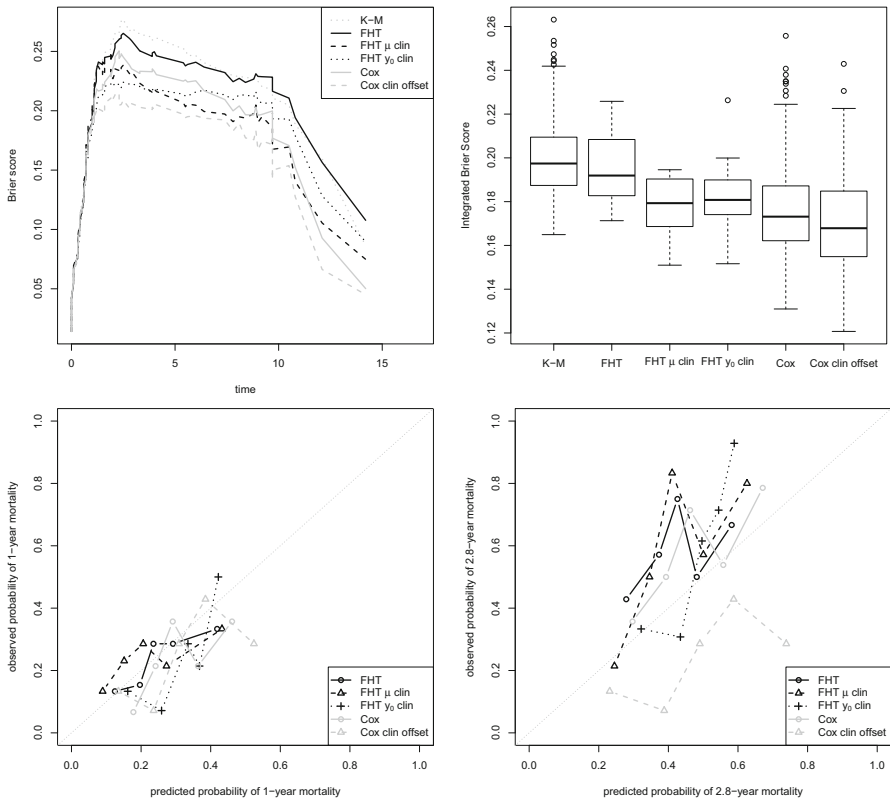 K−M
FHT
FHT μ clin
FHT y₀ clin
Cox
Cox clin offset
Brier score
0.05 0.10 0.15 0.20 0.25
0 5 10 15
time
Integrated Brier Score
0.12 0.14 0.16 0.18 0.20 0.22 0.24 0.26
K−M FHT FHT μ clin FHT y₀ clin Cox Cox clin offset
observed probability of 1−year mortality
0.0 0.2 0.4 0.6 0.8 1.0
FHT
FHT μ clin
FHT y₀ clin
Cox
Cox clin offset
0.0 0.2 0.4 0.6 0.8 1.0
predicted probability of 1−year mortality
observed probability of 2.8−year mortality
0.0 0.2 0.4 0.6 0.8 1.0
FHT
FHT μ clin
FHT y₀ clin
Cox
Cox clin offset
0.0 0.2 0.4 0.6 0.8 1.0
predicted probability of 2.8−year mortality